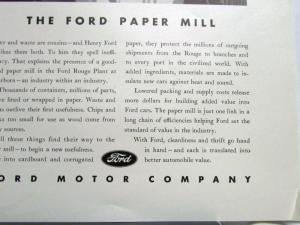 THE FORD PAPER MILL
er and waste are cousins—and Henry Ford
kes them both. To him they spell ineffi-
cy. That explains the presence of a good-
d paper mill in the Ford Rouge Plant at
rborn—an industry within an industry.
Thousands of containers, millions of parts,
e lined or wrapped in paper. Waste and
to outlive their first usefulness. Chips and
tons too small for use as wood come from
y sources.
ll those things find their way to the
r mill—to begin a new usefulness.
e into cardboard and corrugated
paper, they protect the millions of outgoing
shipments from the Rouge to branches and
to every port in the civilized world. With
added ingredients, materials are made to in-
sulate new cars against heat and sound.
Lowered packing and supply costs release
more dollars for building added value into
Ford cars. The paper mill is just one link in a
long chain of efficiencies helping Ford set the
standard of value in the industry.
With Ford, cleanliness and thrift go hand
in hand—and each is translated into
better automobile value.
Ford
ORD MOTOR COMPANY